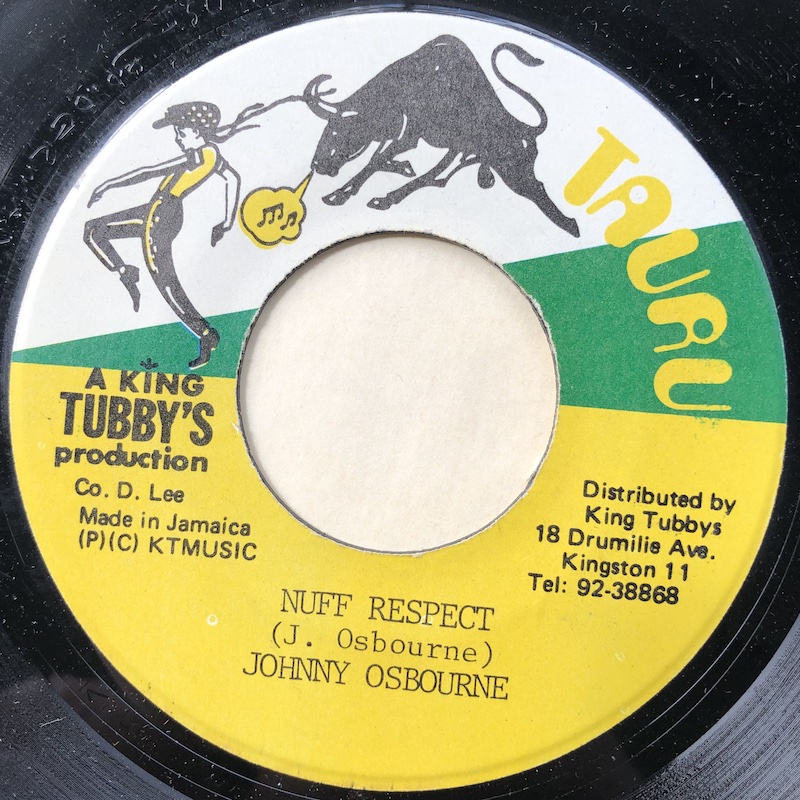 TAURU
A KING
TUBBY'S
production
Co. D. Lee
Made in Jamaica
(P)(C) KTMUSIC
Distributed by
King Tubbys
18 Drumilie Ave.
Kingston 11
Tel: 92-38868
NUFF RESPECT
(J. Osbourne)
JOHNNY OSBOURNE